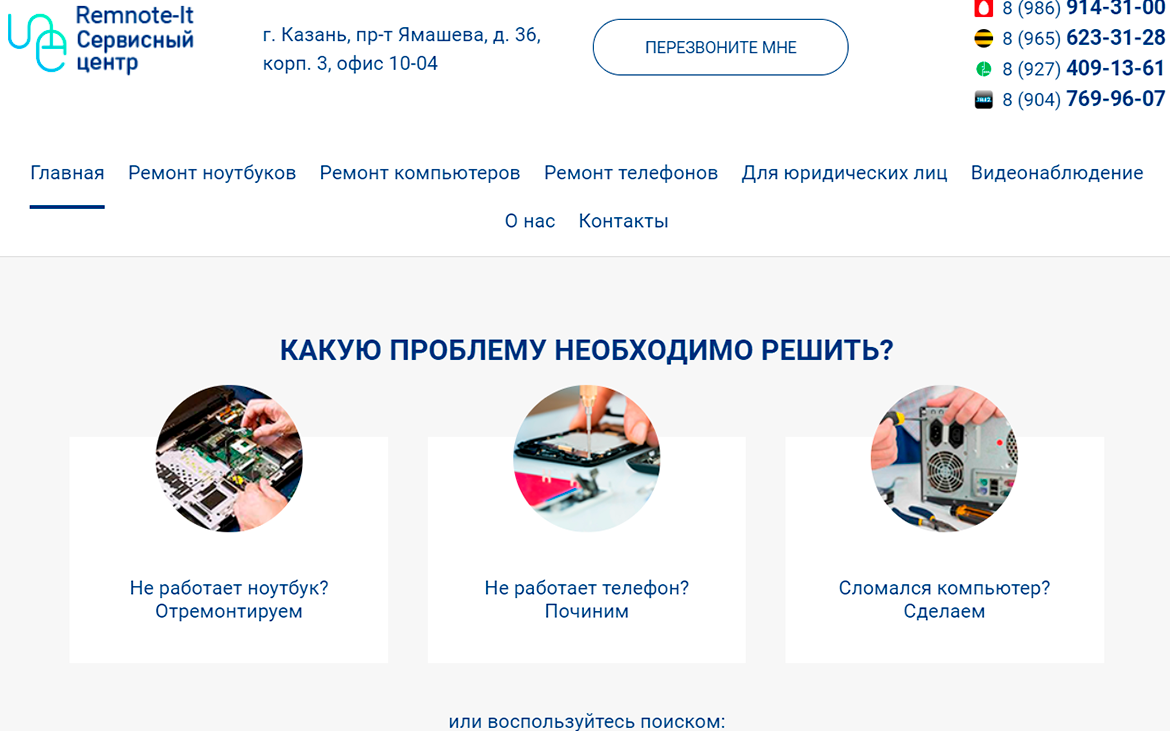 Remnote-It
Сервисный
центр
г. Казань, пр-т Ямашева, д. 36,
корп. 3, офис 10-04
ПЕРЕЗВОНИТЕ МНЕ
8 (986) 914-31-00
8 (965) 623-31-28
8 (927) 409-13-61
TELE2 8 (904) 769-96-07
Главная Ремонт ноутбуков Ремонт компьютеров Ремонт телефонов Для юридических лиц Видеонаблюдение
О нас Контакты
КАКУЮ ПРОБЛЕМУ НЕОБХОДИМО РЕШИТЬ?
Не работает ноутбук?
Отремонтируем
Не работает телефон?
Починим
Сломался компьютер?
Сделаем
или воспользуйтесь поиском: